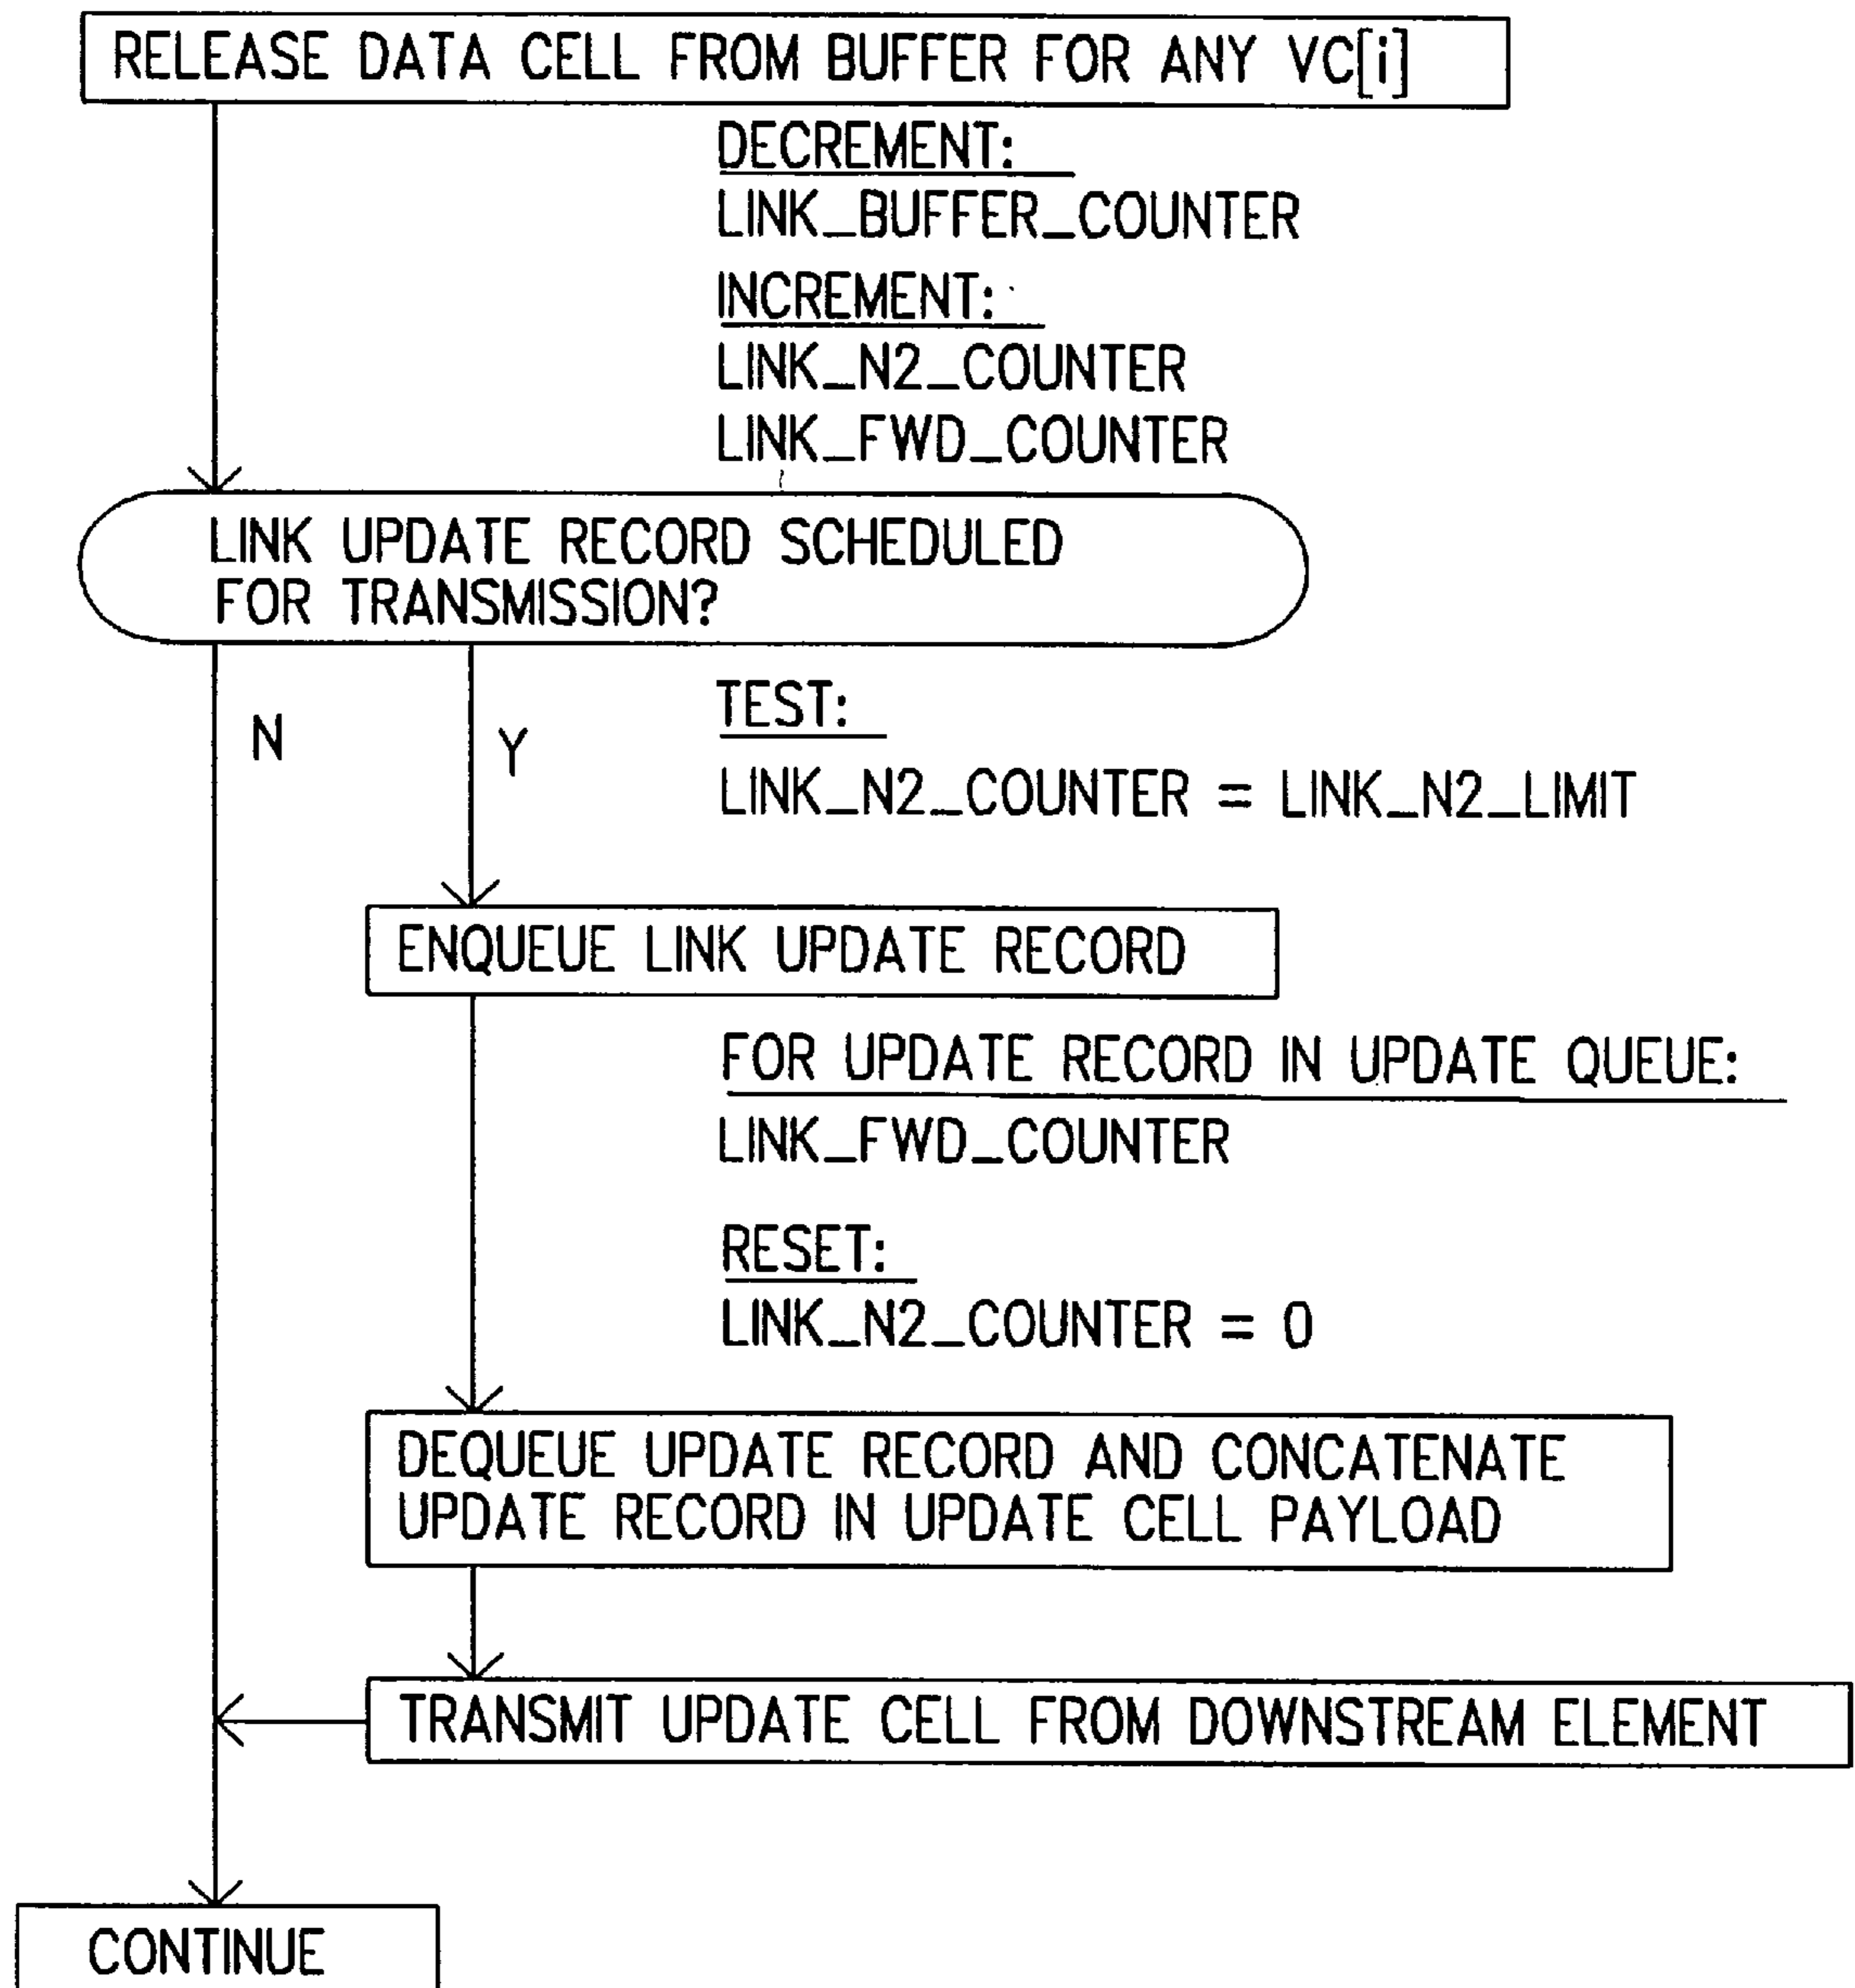 RELEASE DATA CELL FROM BUFFER FOR ANY VC[i]
DECREMENT:
LINK_BUFFER_COUNTER
INCREMENT:
LINK_N2_COUNTER
LINK_FWD_COUNTER
LINK UPDATE RECORD SCHEDULED
FOR TRANSMISSION?
N
Y
TEST:
LINK_N2_COUNTER = LINK_N2_LIMIT
ENQUEUE LINK UPDATE RECORD
FOR UPDATE RECORD IN UPDATE QUEUE:
LINK_FWD_COUNTER
RESET:
LINK_N2_COUNTER = 0
DEQUEUE UPDATE RECORD AND CONCATENATE
UPDATE RECORD IN UPDATE CELL PAYLOAD
TRANSMIT UPDATE CELL FROM DOWNSTREAM ELEMENT
CONTINUE